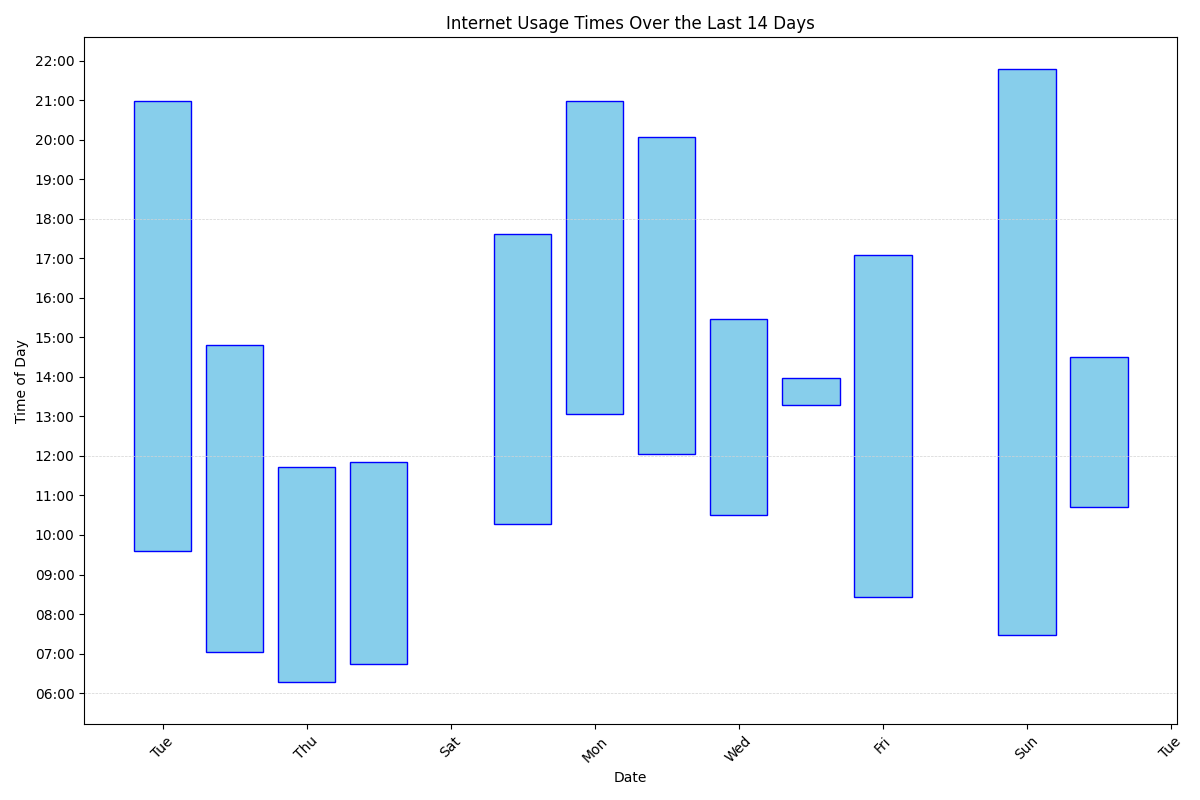 Internet Usage Times Over the Last 14 Days
22:00
21:00
20:00
19:00
18:00
17:00
16:00
15:00
14:00
13:00
12:00
11:00
10:00
09:00
08:00
07:00
06:00
Time of Day
Tue
Thu
Sat
Mon
Wed
Fri
Sun
Tue
Date